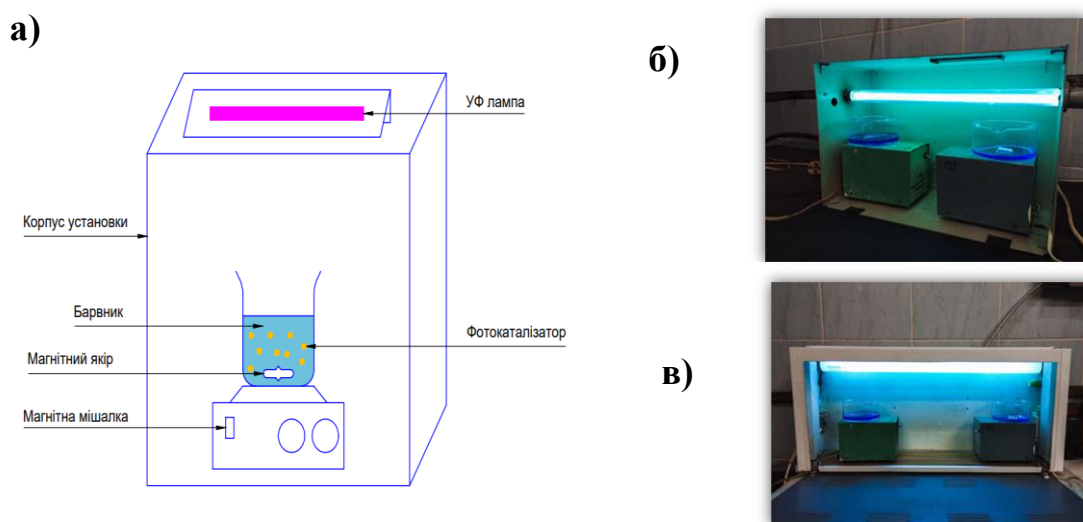 а)
УФ лампа
Корпус установки
Барвник
Фотокаталізатор
Магнітний якір
Магнітна мішалка
б)
в)